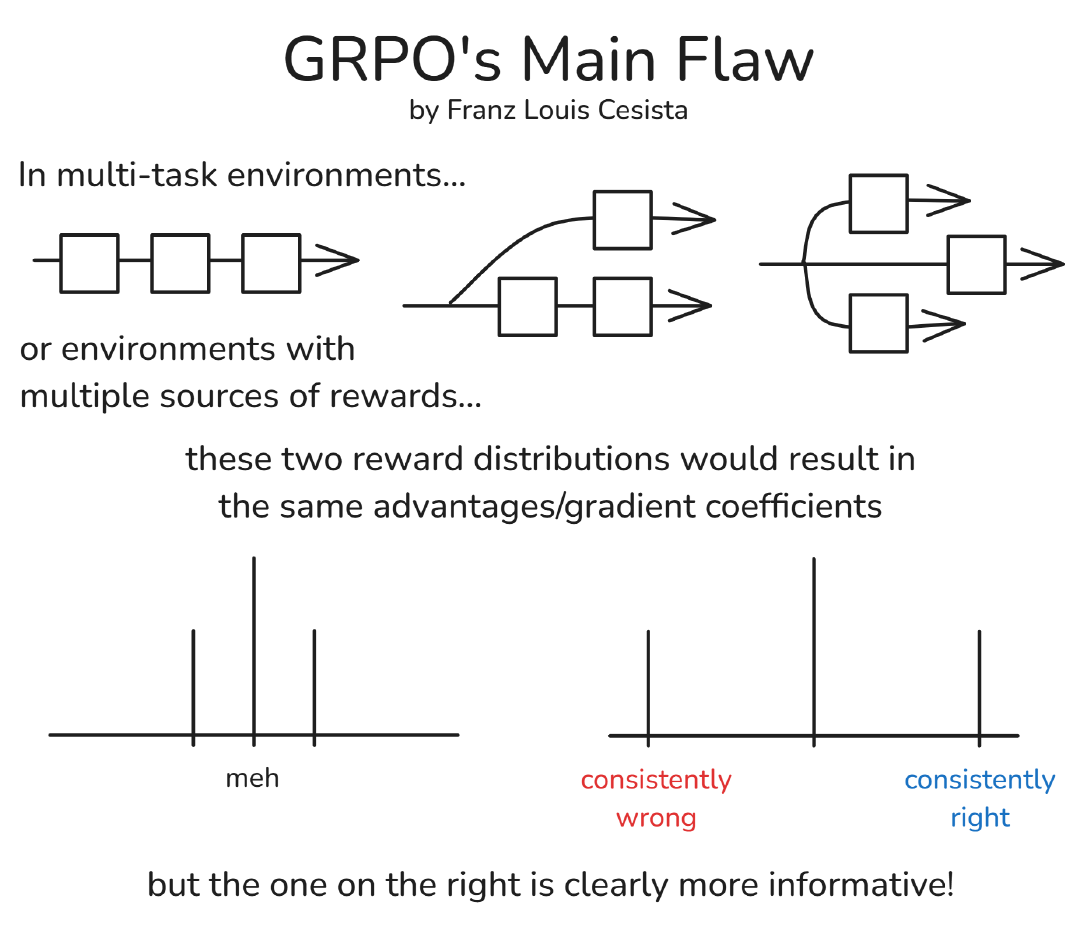 GRPO's Main Flaw
by Franz Louis Cesista
In multi-task environments...
or environments with
multiple sources of rewards...
these two reward distributions would result in
the same advantages/gradient coefficients
meh
consistently
wrong
consistently
right
but the one on the right is clearly more informative!